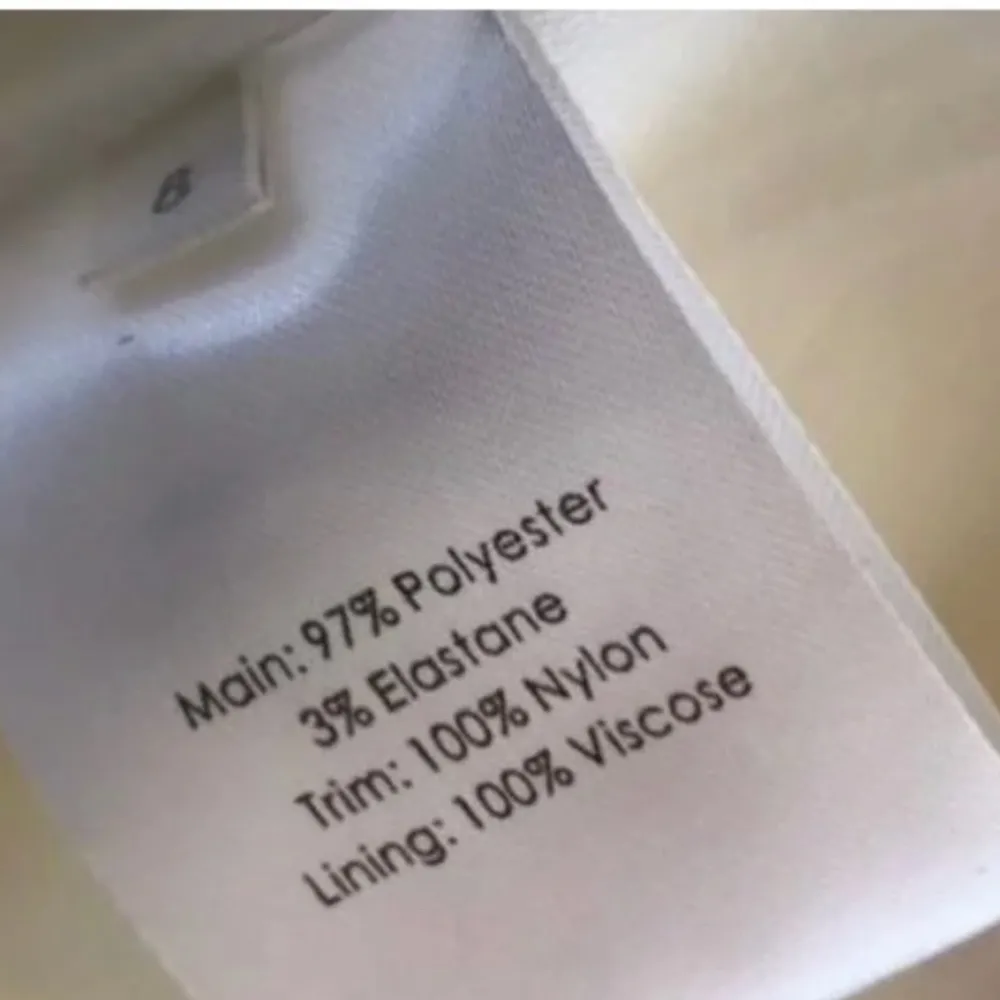 Main: 97% Polyester
3% Elastane
Trim: 100% Nylon
Lining: 100% Viscose